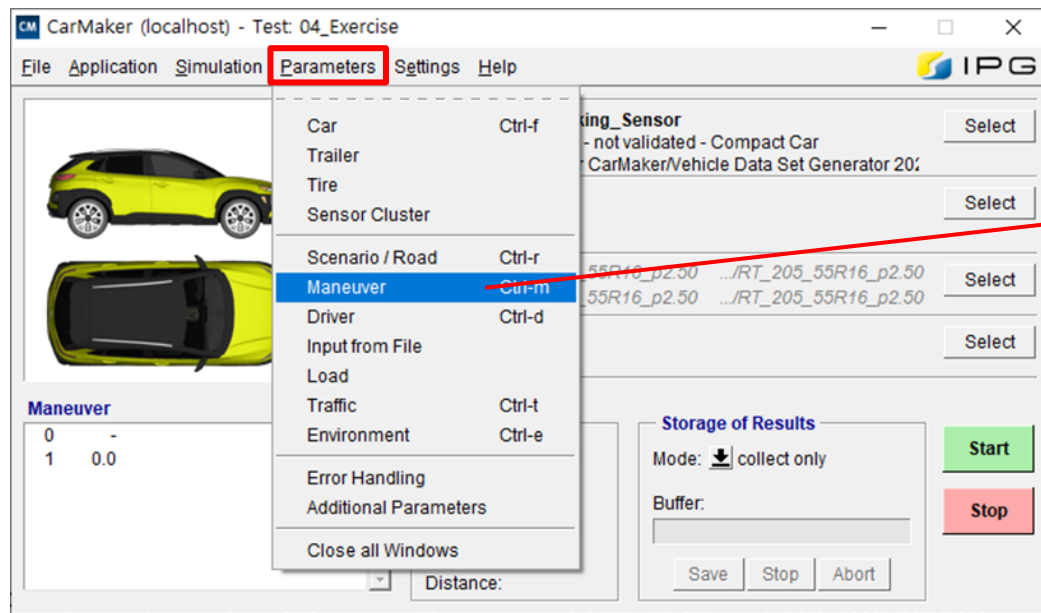 CM CarMaker (localhost) - Test: 04_Exercise
File Application Simulation Parameters Settings Help IPG
Car Ctrl-f
Trailer
Tire
Sensor Cluster
Scenario / Road Ctrl-r
Maneuver Ctrl-m
Driver Ctrl-d
Input from File
Load
Traffic Ctrl-t
Environment Ctrl-e
Error Handling
Additional Parameters
Close all Windows
king_Sensor
- not validated - Compact Car
CarMaker/Vehicle Data Set Generator 202
Select
Select
_55R16_p2.50 .../RT_205_55R16_p2.50
_55R16_p2.50 .../RT_205_55R16_p2.50
Select
Select
Maneuver
0 -
1 0.0
Distance:
Storage of Results
Mode: collect only
Buffer:
Save Stop Abort
Start
Stop